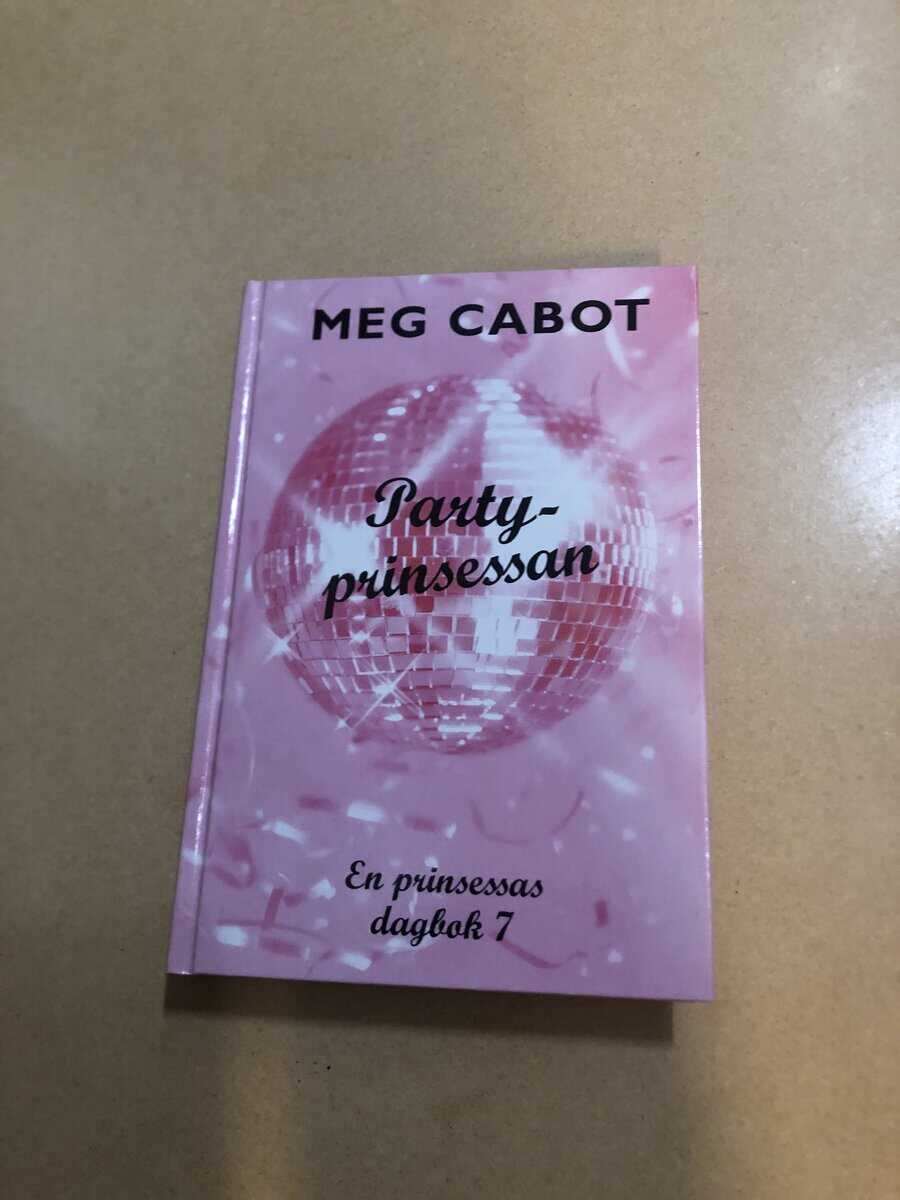 MEG CABOT
Party-
prinsessan
En prinsessas
dagbok 7